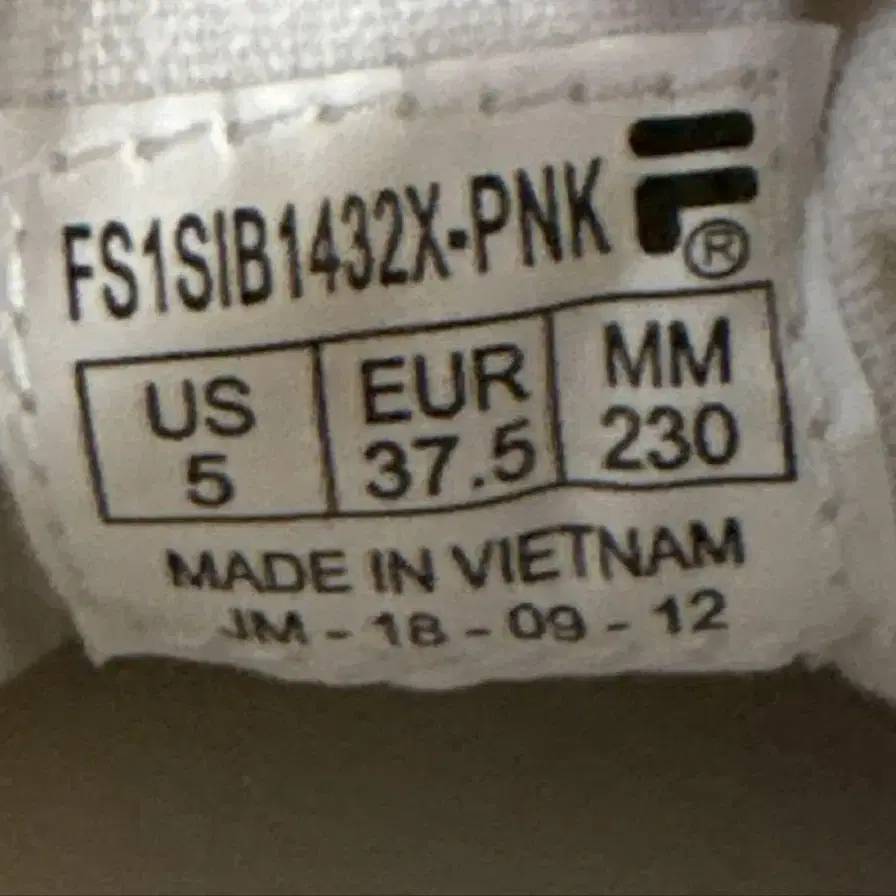 FS1SIB1432X-PNK
F®
US EUR MM
5 37.5 230
MADE IN VIETNAM
JM - 18 - 09 - 12